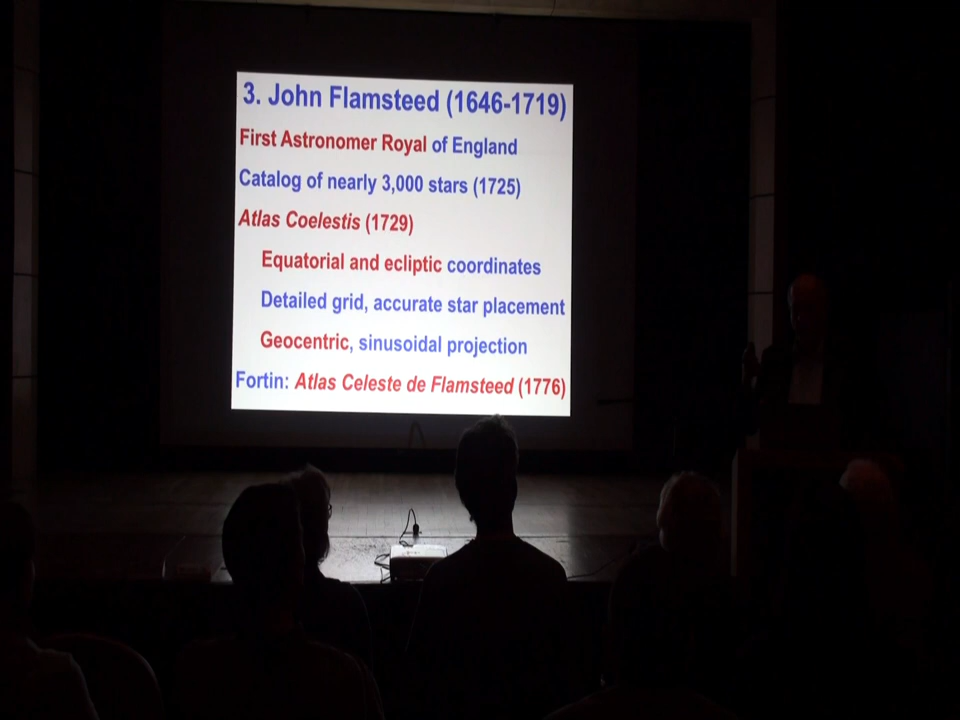 3. John Flamsteed (1646-1719)
First Astronomer Royal of England
Catalog of nearly 3,000 stars (1725)
Atlas Coelestis (1729)
Equatorial and ecliptic coordinates
Detailed grid, accurate star placement
Geocentric, sinusoidal projection
Fortin: Atlas Celeste de Flamsteed (1776)